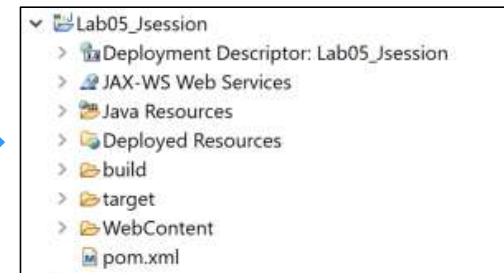 Lab05_Jsession
Deployment Descriptor: Lab05_Jsession
JAX-WS Web Services
Java Resources
Deployed Resources
build
target
WebContent
pom.xml